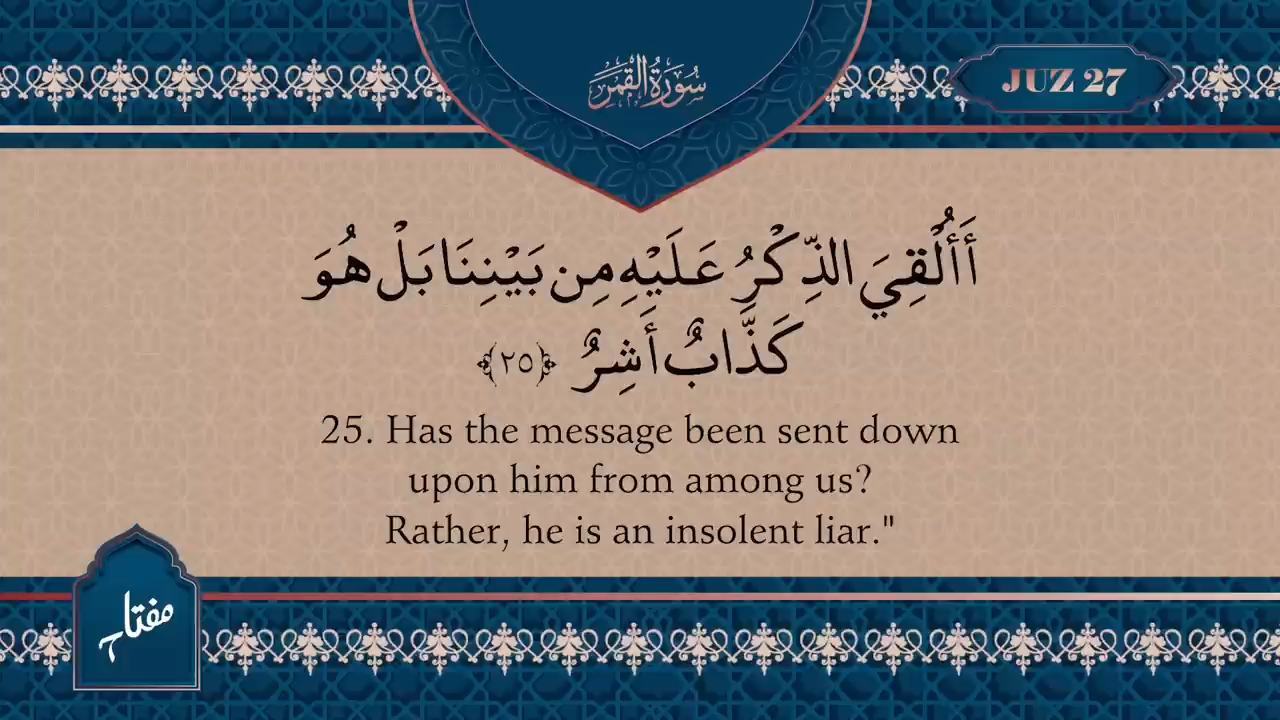 سُورَةُ القَمَر
JUZ 27
أَأُلْقِيَ الذِّكْرُ عَلَيْهِ مِن بَيْنِنَا بَلْ هُوَ
كَذَّابٌ أَشِرٌ ﴿٢٥﴾
25. Has the message been sent down
upon him from among us?
Rather, he is an insolent liar."
مفتاح